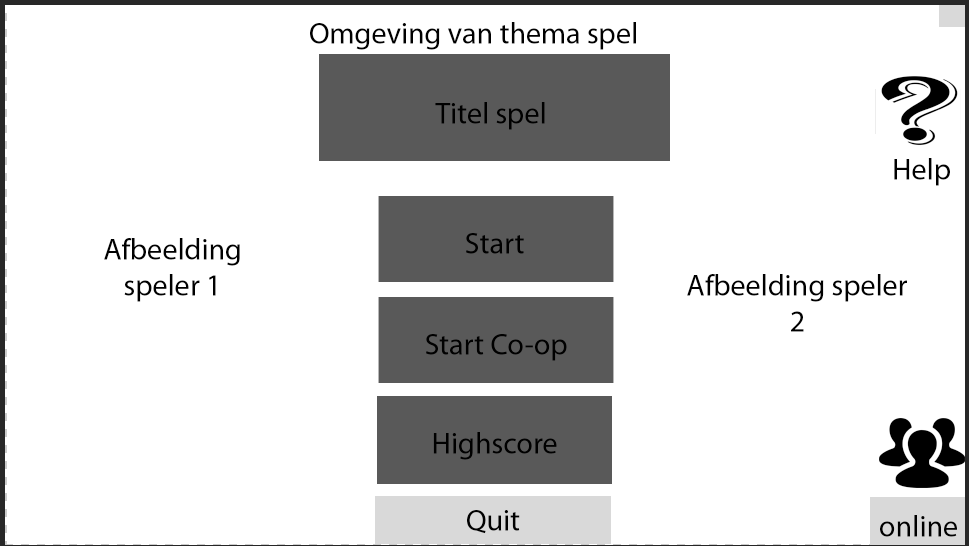 Omgeving van thema spel
Titel spel
Help
Start
Afbeelding
speler 1
Afbeelding speler
2
Start Co-op
Highscore
Quit
online